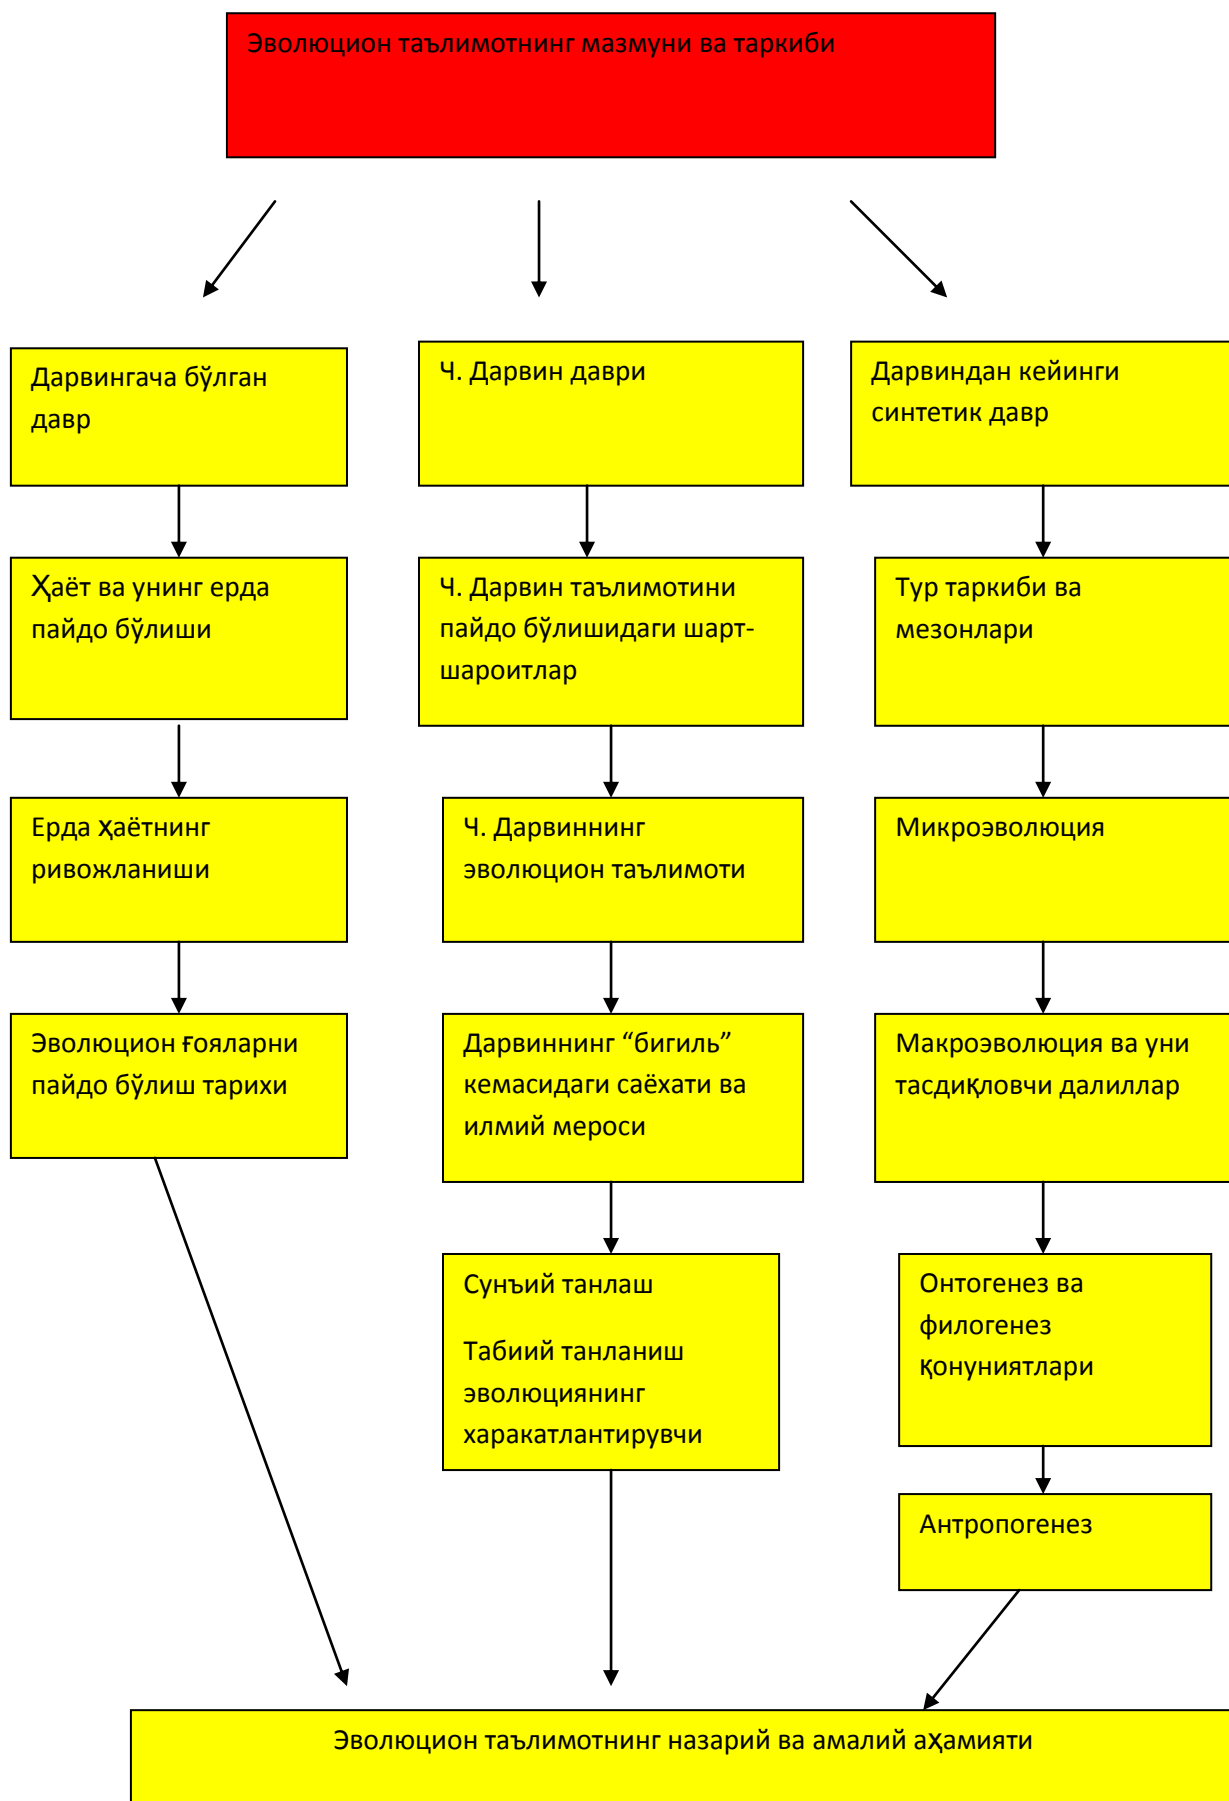 Эволюцион таълимотнинг мазмуни ва таркиби
Дарвингача бўлган
давр
Ч. Дарвин даври
Дарвиндан кейинги
синтетик давр
Ҳаёт ва унинг ерда
пайдо бўлиши
Ч. Дарвин таълимотини
пайдо бўлишидаги шарт-
шароитлар
Тур таркиби ва
мезонлари
Ерда ҳаётнинг
ривожланиши
Ч. Дарвиннинг
эволюцион таълимоти
Микроэволюция
Эволюцион ғояларни
пайдо бўлиш тарихи
Дарвиннинг “бигиль”
кемасидаги саёхати ва
илмий мероси
Макроэволюция ва уни
тасдиқловчи далиллар
Сунъий танлаш
Табиий танланиш
эволюциянинг
харакатлантирувчи
Онтогенез ва
филогенез
қонуниятлари
Антропогенез
Эволюцион таълимотнинг назарий ва амалий аҳамияти